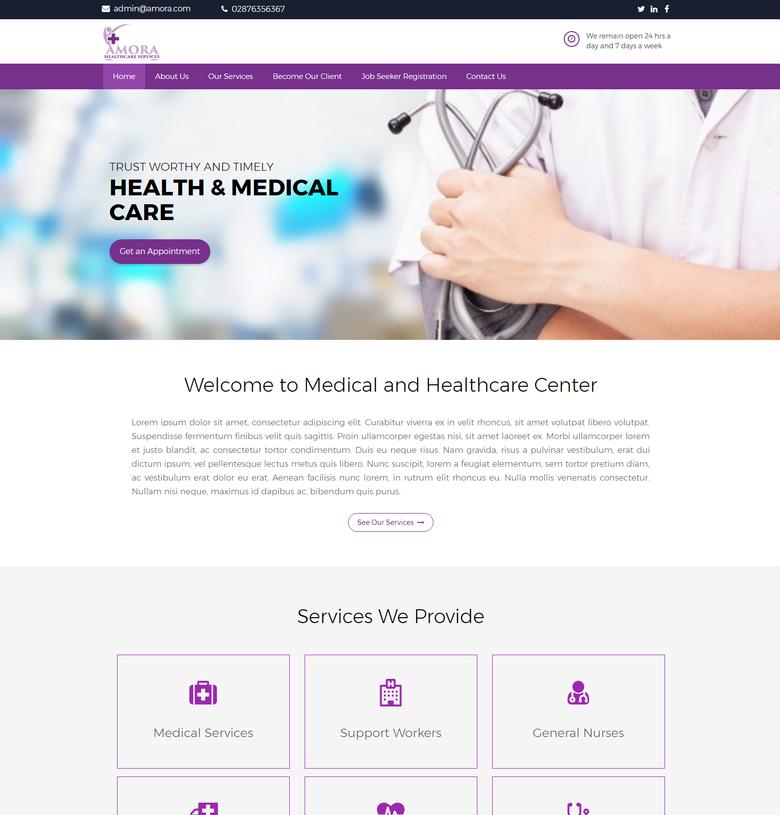 admin@amora.com
02876356367
AMORA
HEALTHCARE SERVICES
We remain open 24 hrs a
day and 7 days a week
Home
About Us
Our Services
Become Our Client
Job Seeker Registration
Contact Us
TRUST WORTHY AND TIMELY
HEALTH & MEDICAL
CARE
Get an Appointment
Welcome to Medical and Healthcare Center
Lorem ipsum dolor sit amet, consectetur adipiscing elit. Curabitur viverra ex in velit rhoncus, sit amet volutpat libero volutpat.
Suspendisse fermentum finibus velit quis sagittis. Proin ullamcorper egestas nisi, sit amet laoreet ex. Morbi ullamcorper lorem
et justo blandit, ac consectetur tortor condimentum. Duis eu neque risus. Nam gravida, risus a pulvinar vestibulum, erat dui
dictum ipsum, vel pellentesque lectus metus quis libero. Nunc suscipit, lorem a feugiat elementum, sem tortor pretium diam,
ac vestibulum erat dolor eu erat. Aenean facilisis nunc lorem, in rutrum elit rhoncus eu. Nulla mollis venenatis consectetur.
Nullam nisi neque, maximus id dapibus ac, bibendum quis purus.
See Our Services
Services We Provide
Medical Services
Support Workers
General Nurses